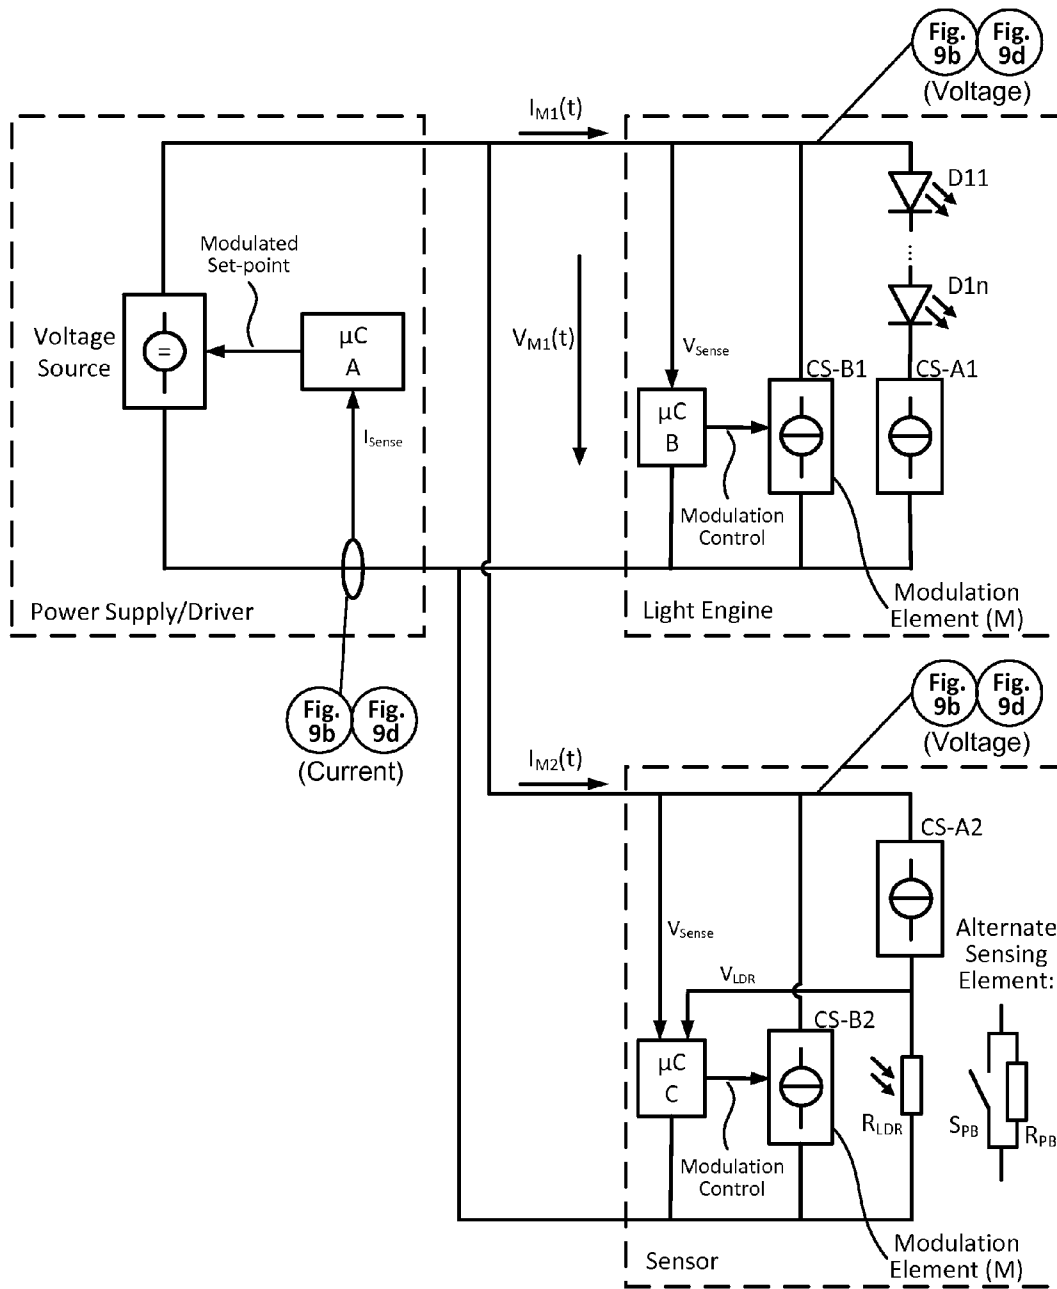 Fig.
9b
Fig.
9d
(Voltage)
I_M1(t)
D11
Modulated
Set-point
D1n
Voltage
Source
=
µC
A
V_M1(t)
V_Sense
CS-B1
CS-A1
µC
B
I_Sense
Modulation
Control
Power Supply/Driver
Light Engine
Modulation
Element (M)
Fig.
9b
Fig.
9d
(Current)
Fig.
9b
Fig.
9d
(Voltage)
I_M2(t)
CS-A2
V_Sense
Alternate
Sensing
Element:
V_LDR
CS-B2
µC
C
R_LDR
S_PB
R_PB
Modulation
Control
Modulation
Element (M)
Sensor